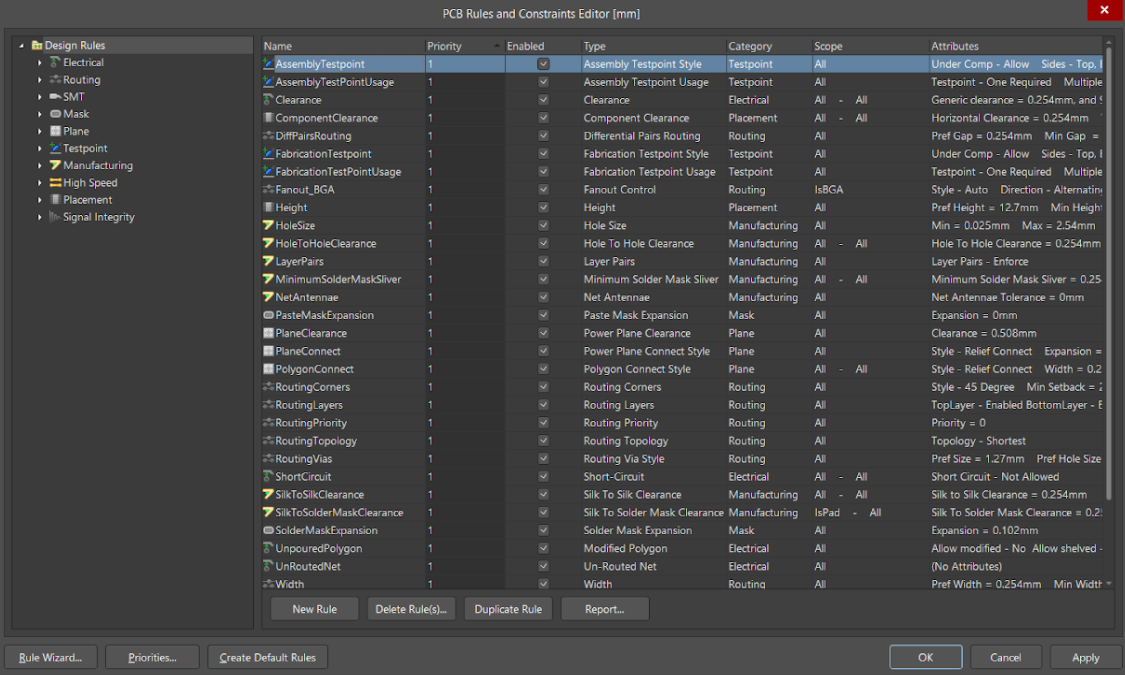 PCB Rules and Constraints Editor [mm]
Design Rules
Electrical
Routing
SMT
Mask
Plane
Testpoint
Manufacturing
High Speed
Placement
Signal Integrity
Name Priority Enabled Type Category Scope Attributes
AssemblyTestpoint 1 Assembly Testpoint Style Testpoint All Under Comp - Allow Sides - Top,
AssemblyTestPointUsage 1 Assembly Testpoint Usage Testpoint All Testpoint - One Required Multiple
Clearance 1 Clearance Electrical All - All Generic clearance = 0.254mm, and
ComponentClearance 1 Component Clearance Placement All - All Horizontal Clearance = 0.254mm
DiffPairsRouting 1 Differential Pairs Routing Routing All Pref Gap = 0.254mm Min Gap =
FabricationTestpoint 1 Fabrication Testpoint Style Testpoint All Under Comp - Allow Sides - Top,
FabricationTestPointUsage 1 Fabrication Testpoint Usage Testpoint All Testpoint - One Required Multiple
Fanout_BGA 1 Fanout Control Routing IsBGA Style - Auto Direction - Alternating
Height 1 Height Placement All Pref Height = 12.7mm Min Height
HoleSize 1 Hole Size Manufacturing All Min = 0.025mm Max = 2.54mm
HoleToHoleClearance 1 Hole To Hole Clearance Manufacturing All - All Hole To Hole Clearance = 0.254mm
LayerPairs 1 Layer Pairs Manufacturing All Layer Pairs - Enforce
MinimumSolderMaskSliver 1 Minimum Solder Mask Sliver Manufacturing All - All Minimum Solder Mask Sliver = 0.25
NetAntennae 1 Net Antennae Manufacturing All Net Antennae Tolerance = 0mm
PasteMaskExpansion 1 Paste Mask Expansion Mask All Expansion = 0mm
PlaneClearance 1 Power Plane Clearance Plane All Clearance = 0.508mm
PlaneConnect 1 Power Plane Connect Style Plane All Style - Relief Connect Expansion =
PolygonConnect 1 Polygon Connect Style Plane All - All Style - Relief Connect Width = 0.2
RoutingCorners 1 Routing Corners Routing All Style - 45 Degree Min Setback =
RoutingLayers 1 Routing Layers Routing All TopLayer - Enabled BottomLayer -
RoutingPriority 1 Routing Priority Routing All Priority = 0
RoutingTopology 1 Routing Topology Routing All Topology - Shortest
RoutingVias 1 Routing Via Style Routing All Pref Size = 1.27mm Pref Hole Size
ShortCircuit 1 Short-Circuit Electrical All - All Short Circuit - Not Allowed
SilkToSilkClearance 1 Silk To Silk Clearance Manufacturing All - All Silk to Silk Clearance = 0.254mm
SilkToSolderMaskClearance 1 Silk To Solder Mask Clearance Manufacturing IsPad - All Silk To Solder Mask Clearance =
SolderMaskExpansion 1 Solder Mask Expansion Mask All Expansion = 0.102mm
UnpouredPolygon 1 Modified Polygon Electrical All Allow modified - No Allow shelved -
UnRoutedNet 1 Un-Routed Net Electrical All (No Attributes)
Width 1 Width Routing All Pref Width = 0.254mm Min Width
New Rule Delete Rule(s)... Duplicate Rule Report...
Rule Wizard... Priorities... Create Default Rules OK Cancel Apply